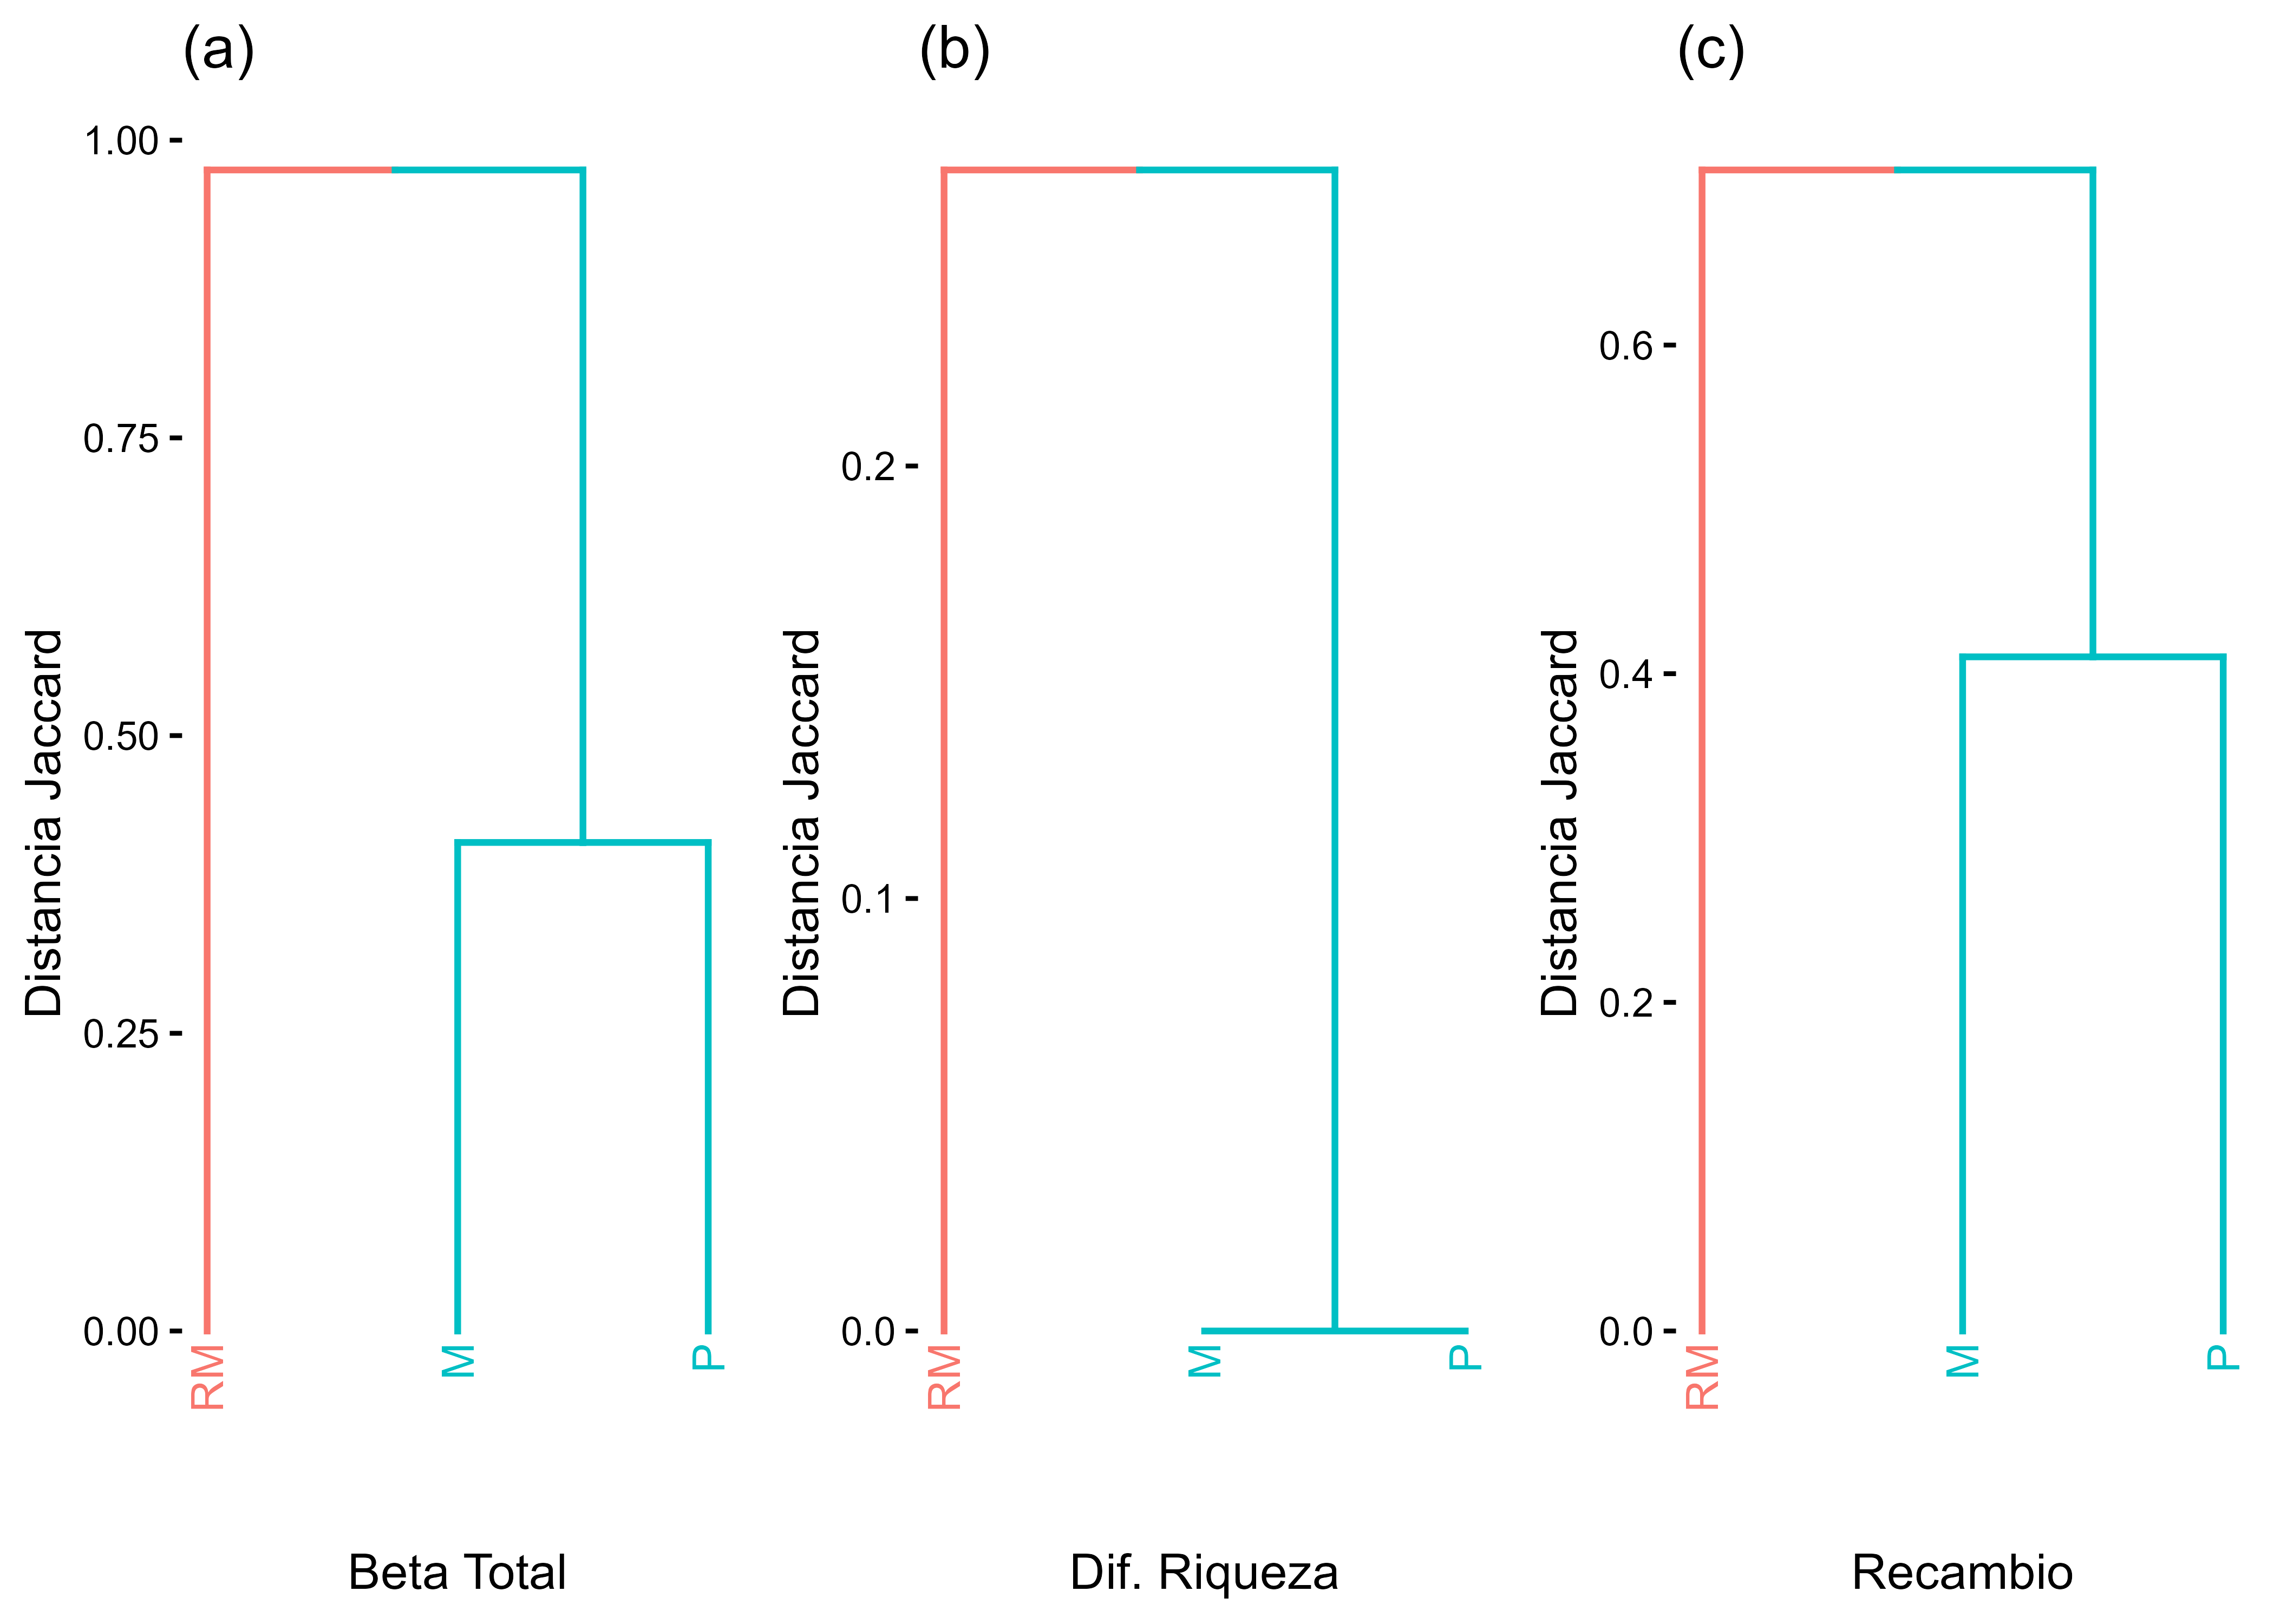 (a)
1.00
0.75
0.50
0.25
0.00
Distancia Jaccard
RM
M
P
Beta Total
(b)
0.2
0.1
0.0
Distancia Jaccard
RM
M
P
Dif. Riqueza
(c)
0.6
0.4
0.2
0.0
Distancia Jaccard
RM
M
P
Recambio